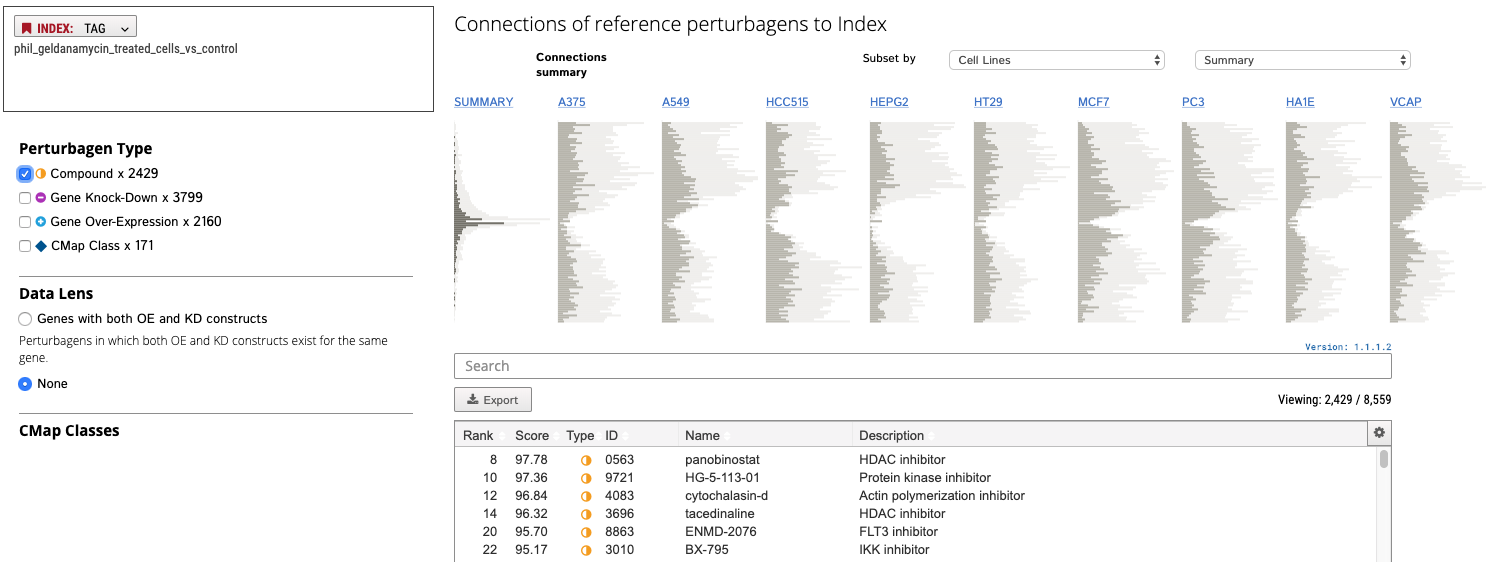 INDEX: TAG
phil_geldanamycin_treated_cells_vs_control
Perturbagen Type
Compound x 2429
Gene Knock-Down x 3799
Gene Over-Expression x 2160
CMap Class x 171
Data Lens
Genes with both OE and KD constructs
Perturbagens in which both OE and KD constructs exist for the same
gene.
None
CMap Classes
Connections of reference perturbagens to Index
Connections
summary
Subset by Cell Lines Summary
SUMMARY A375 A549 HCC515 HEPG2 HT29 MCF7 PC3 HA1E VCAP
Version: 1.1.1.2
Search
Export Viewing: 2,429 / 8,559
Rank Score Type ID Name Description
8 97.78 0563 panobinostat HDAC inhibitor
10 97.36 9721 HG-5-113-01 Protein kinase inhibitor
12 96.84 4083 cytochalasin-d Actin polymerization inhibitor
14 96.32 3696 tacedinaline HDAC inhibitor
20 95.70 8863 ENMD-2076 FLT3 inhibitor
22 95.17 3010 BX-795 IKK inhibitor